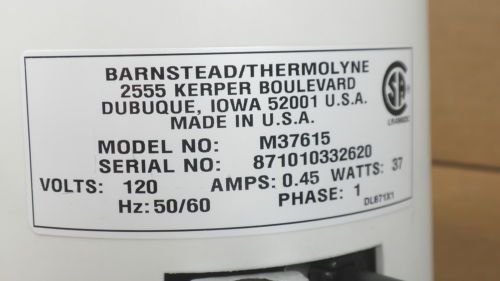 BARNSTEAD/THERMOLYNE
2555 KERPER BOULEVARD
DUBUQUE, IOWA 52001 U.S.A.
MADE IN U.S.A.
MODEL NO: M37615
SERIAL NO: 871010332620
VOLTS: 120 AMPS: 0.45 WATTS: 37
Hz: 50/60 PHASE: 1
DL871X1